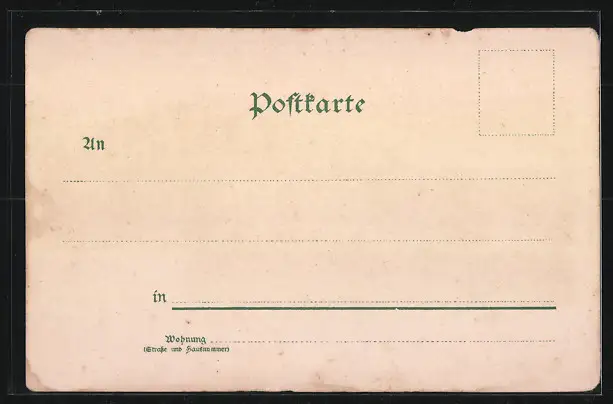 Postkarte
An
in
Wohnung
(Straße und Hausnummer)